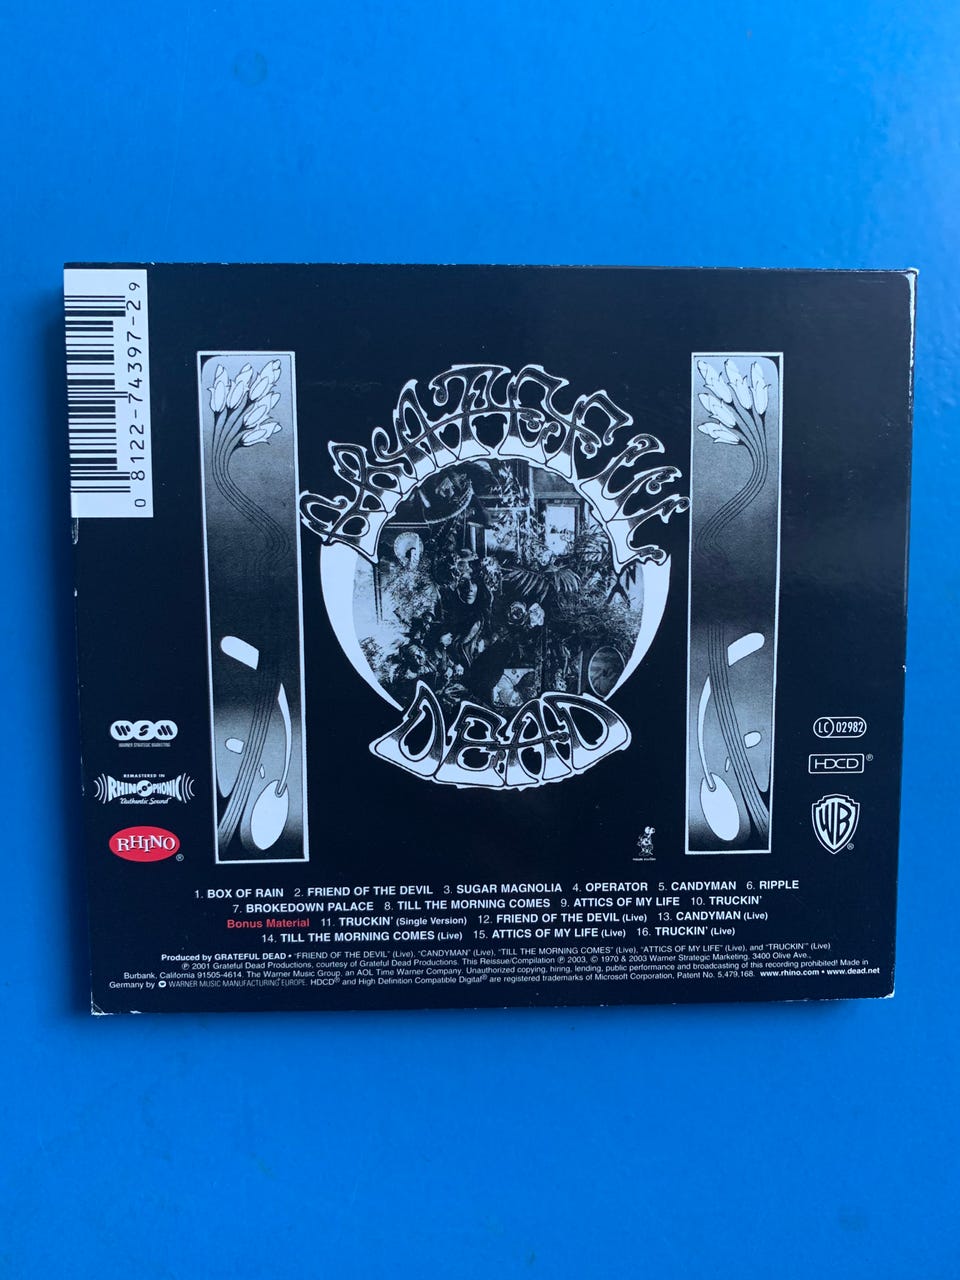 0 81227-4397-2 9
GRATEFUL
DEAD
WSM
WARNER STRATEGIC MARKETING
REMASTERED IN
RHINOPHONIC
"Authentic Sound"
RHINO®
LC 02982
HDCD®
WB®
1. BOX OF RAIN 2. FRIEND OF THE DEVIL 3. SUGAR MAGNOLIA 4. OPERATOR 5. CANDYMAN 6. RIPPLE
7. BROKEDOWN PALACE 8. TILL THE MORNING COMES 9. ATTICS OF MY LIFE 10. TRUCKIN'
Bonus Material 11. TRUCKIN' (Single Version) 12. FRIEND OF THE DEVIL (Live) 13. CANDYMAN (Live)
14. TILL THE MORNING COMES (Live) 15. ATTICS OF MY LIFE (Live) 16. TRUCKIN' (Live)
Produced by GRATEFUL DEAD • "FRIEND OF THE DEVIL" (Live), "CANDYMAN" (Live), "TILL THE MORNING COMES" (Live), "ATTICS OF MY LIFE" (Live), and "TRUCKIN'" (Live)
℗ 2001 Grateful Dead Productions, courtesy of Grateful Dead Productions. This Reissue/Compilation ℗ 2003, © 1970 & 2003 Warner Strategic Marketing. 3400 Olive Ave.,
Burbank, California 91505-4614. The Warner Music Group, an AOL Time Warner Company. Unauthorized copying, hiring, lending, public performance and broadcasting of this recording prohibited! Made in
Germany by WARNER MUSIC MANUFACTURING EUROPE. HDCD® and High Definition Compatible Digital® are registered trademarks of Microsoft Corporation. Patent No. 5,479,168. www.rhino.com • www.dead.net